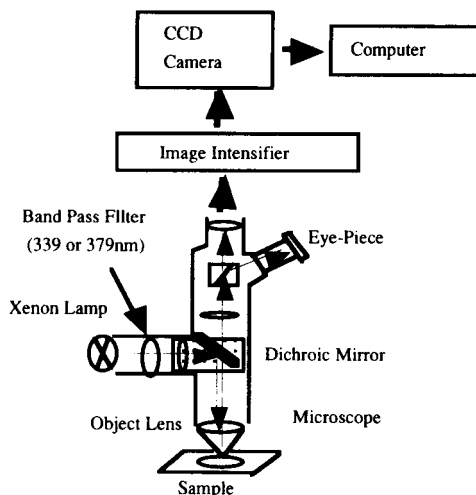 CCD
Camera
Computer
Image Intensifier
Band Pass FIlter
(339 or 379nm)
Eye-Piece
Xenon Lamp
Dichroic Mirror
Object Lens
Microscope
Sample